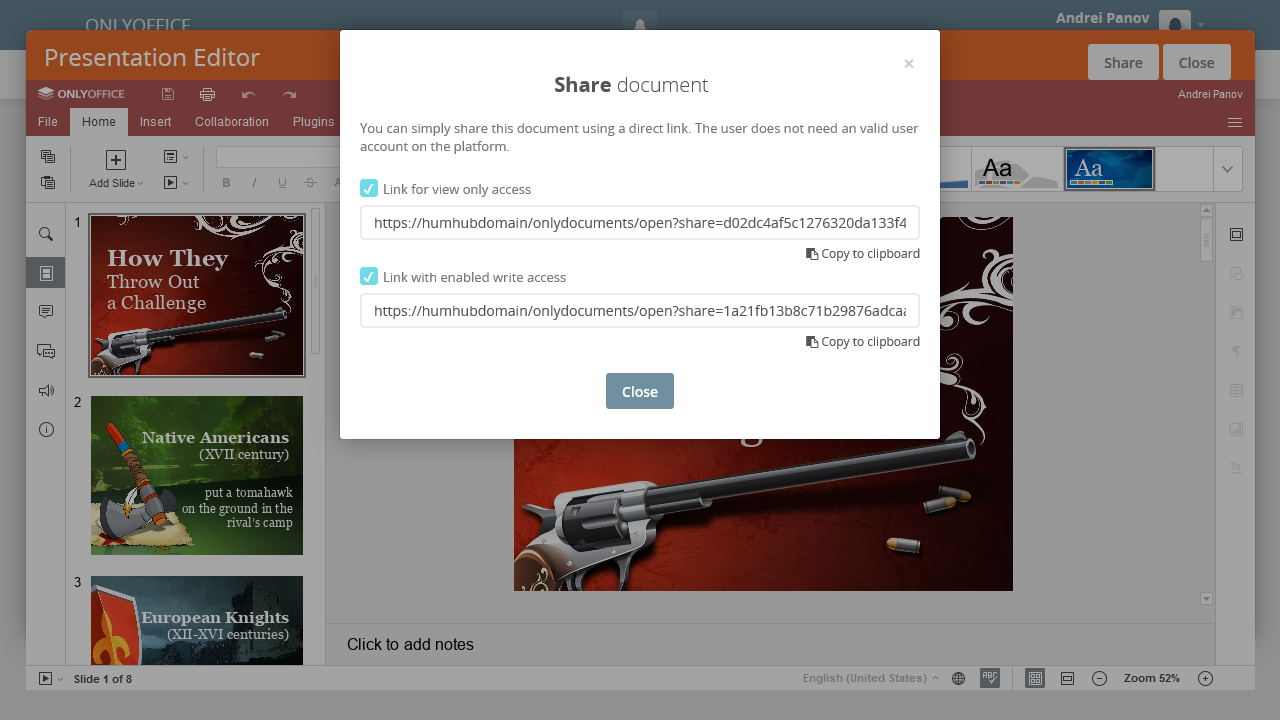 ONLYOFFICE
Andrei Panov
Presentation Editor
Share
Close
ONLYOFFICE
Andrei Panov
File
Home
Insert
Collaboration
Plugins
Add Slide
B I U S
Aa
Aa
×
Share document
You can simply share this document using a direct link. The user does not need an valid user
account on the platform.
Link for view only access
https://humhubdomain/onlydocuments/open?share=d02dc4af5c1276320da133f4
Copy to clipboard
Link with enabled write access
https://humhubdomain/onlydocuments/open?share=1a21fb13b8c71b29876adca
Copy to clipboard
Close
1
How They
Throw Out
a Challenge
2
Native Americans
(XVII century)
put a tomahawk
on the ground in the
rival's camp
3
European Knights
(XII-XVI centuries)
Click to add notes
Slide 1 of 8
English (United States)
ABC
Zoom 52%